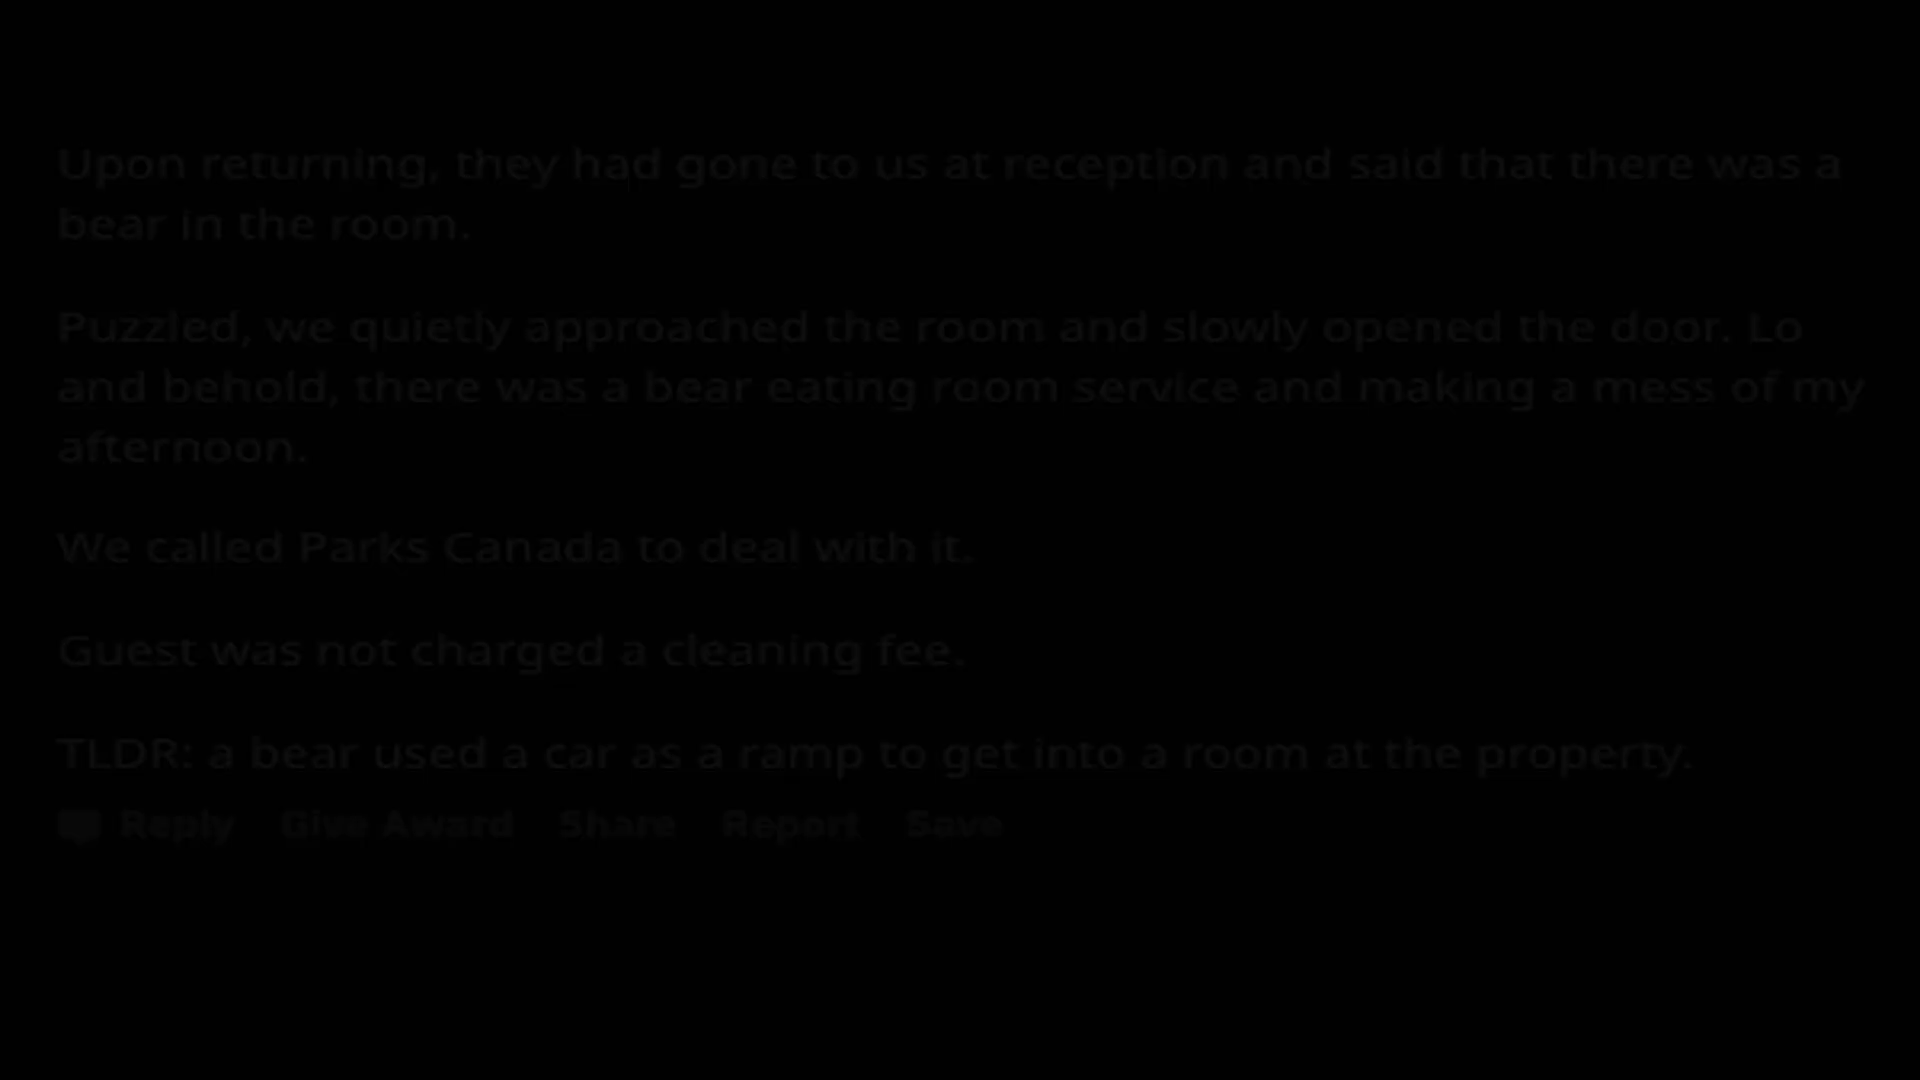 Upon returning, they had gone to us at reception and said that there was a
bear in the room.
Puzzled, we quietly approached the room and slowly opened the door. Lo
and behold, there was a bear eating room service and making a mess of my
afternoon.
We called Parks Canada to deal with it.
Guest was not charged a cleaning fee.
TLDR: a bear used a car as a ramp to get into a room at the property.
Reply Give Award Share Report Save